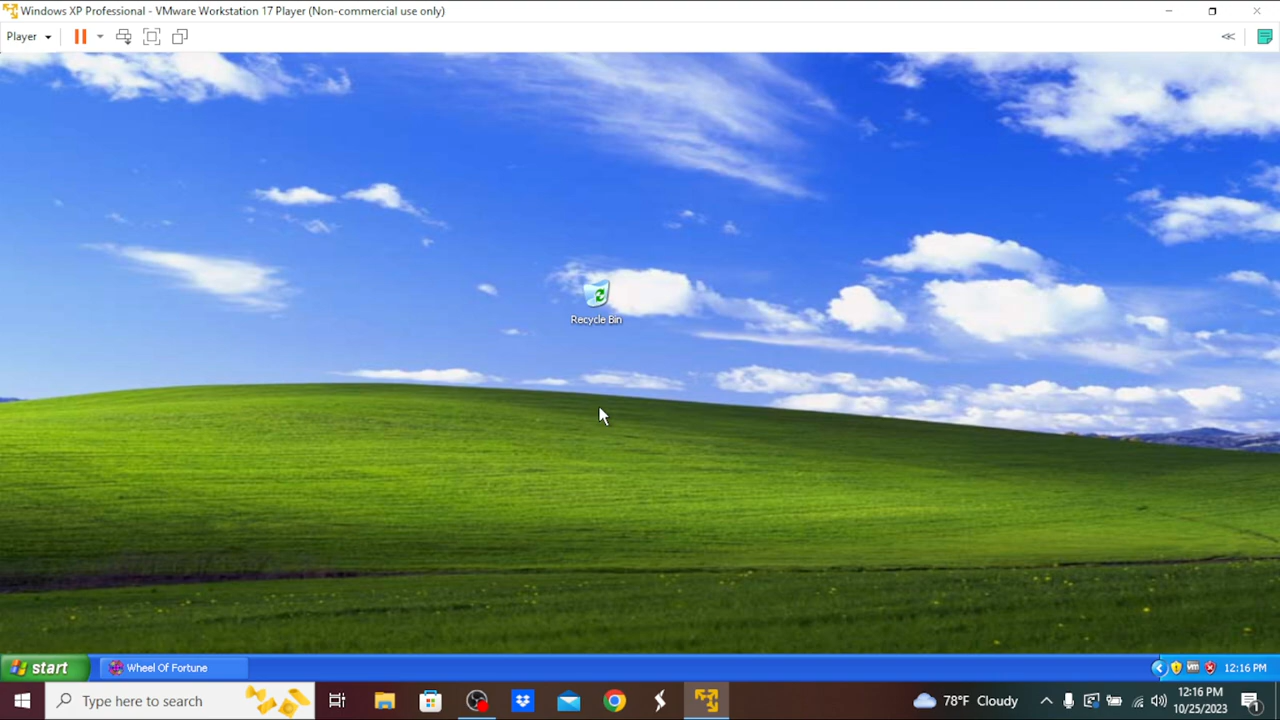 Windows XP Professional - VMware Workstation 17 Player (Non-commercial use only)
Player
Recycle Bin
start
Wheel Of Fortune
12:16 PM
Type here to search
78°F Cloudy
12:16 PM
10/25/2023
1